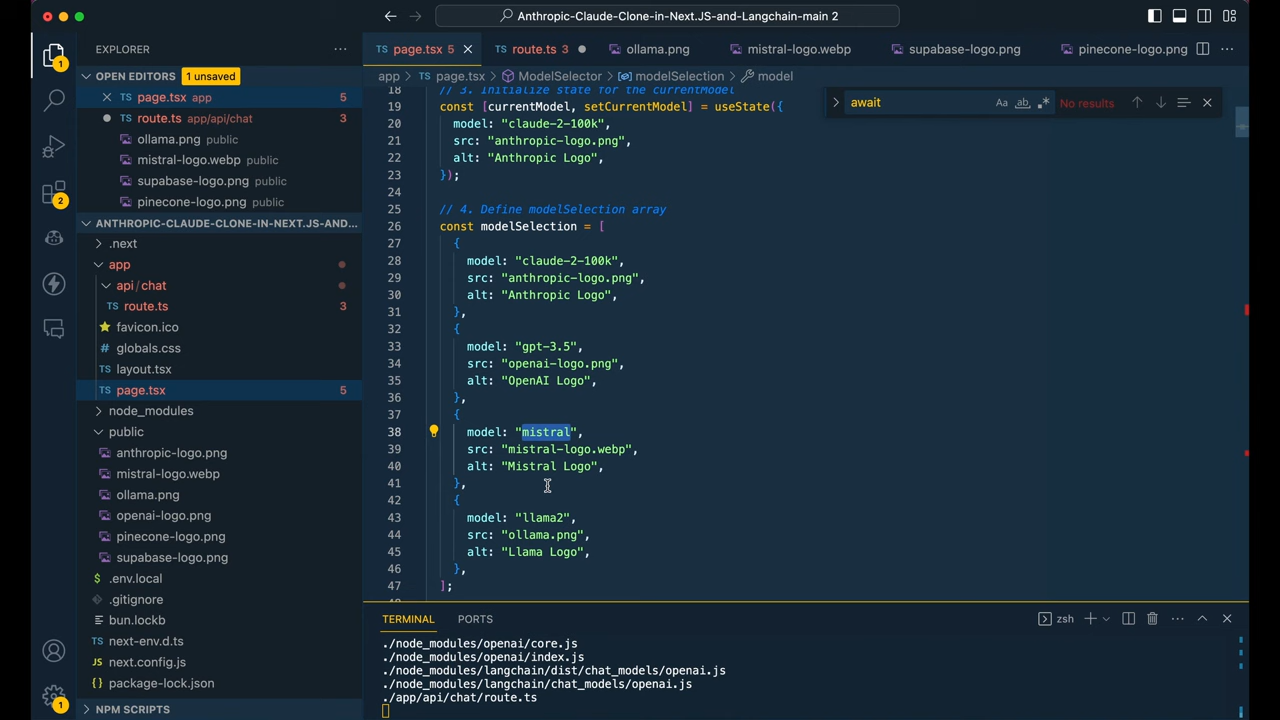 Anthropic-Claude-Clone-in-Next.JS-and-Langchain-main 2
EXPLORER
OPEN EDITORS 1 unsaved
TS page.tsx app 5
TS route.ts app/api/chat 3
ollama.png public
mistral-logo.webp public
supabase-logo.png public
pinecone-logo.png public
ANTHROPIC-CLAUDE-CLONE-IN-NEXT.JS-AND-...
.next
app
api/chat
TS route.ts 3
favicon.ico
# globals.css
TS layout.tsx
TS page.tsx 5
node_modules
public
anthropic-logo.png
mistral-logo.webp
ollama.png
openai-logo.png
pinecone-logo.png
supabase-logo.png
$ .env.local
.gitignore
bun.lockb
TS next-env.d.ts
JS next.config.js
{} package-lock.json
NPM SCRIPTS
1
2
1
TS page.tsx 5
TS route.ts 3
ollama.png
mistral-logo.webp
supabase-logo.png
pinecone-logo.png
app > TS page.tsx > ModelSelector > modelSelection > model
await
Aa ab .*
No results
18 // 3. Initialize state for the currentModel
19 const [currentModel, setCurrentModel] = useState({
20 model: "claude-2-100k",
21 src: "anthropic-logo.png",
22 alt: "Anthropic Logo",
23 });
24
25 // 4. Define modelSelection array
26 const modelSelection = [
27 {
28 model: "claude-2-100k",
29 src: "anthropic-logo.png",
30 alt: "Anthropic Logo",
31 },
32 {
33 model: "gpt-3.5",
34 src: "openai-logo.png",
35 alt: "OpenAI Logo",
36 },
37 {
38 model: "mistral",
39 src: "mistral-logo.webp",
40 alt: "Mistral Logo",
41 },
42 {
43 model: "llama2",
44 src: "ollama.png",
45 alt: "Llama Logo",
46 },
47 ];
TERMINAL PORTS
zsh
./node_modules/openai/core.js
./node_modules/openai/index.js
./node_modules/langchain/dist/chat_models/openai.js
./node_modules/langchain/chat_models/openai.js
./app/api/chat/route.ts